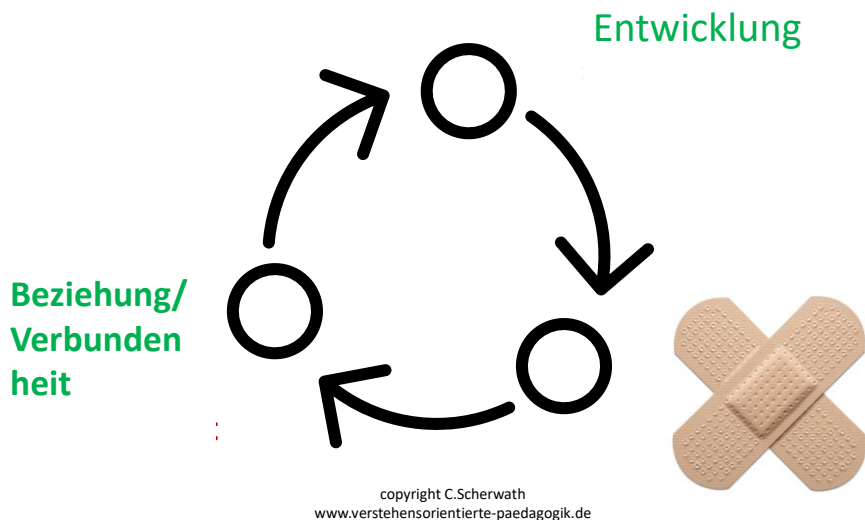 Entwicklung
Beziehung/
Verbunden
heit
copyright C.Scherwath
www.verstehensorientierte-paedagogik.de